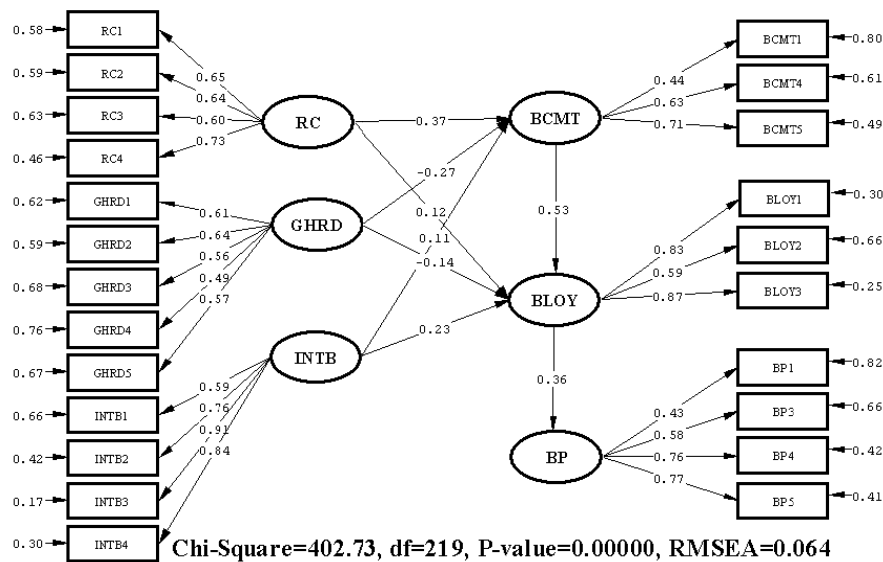 0.58 RC1
0.59 RC2
0.63 RC3
0.46 RC4
0.62 GHRD1
0.59 GHRD2
0.68 GHRD3
0.76 GHRD4
0.67 GHRD5
0.66 INTB1
0.42 INTB2
0.17 INTB3
0.30 INTB4
0.65
0.64
0.60
0.73
0.61
0.64
0.56
0.49
0.57
0.59
0.76
0.91
0.84
RC
GHRD
INTB
0.37
-0.27
0.12
0.11
-0.14
0.23
BCMT
0.53
BLOY
0.36
BP
0.44
0.63
0.71
0.83
0.59
0.87
0.43
0.58
0.76
0.77
BCMT1 0.80
BCMT4 0.61
BCMT5 0.49
BLOY1 0.30
BLOY2 0.66
BLOY3 0.25
BP1 0.82
BP3 0.66
BP4 0.42
BP5 0.41
Chi-Square=402.73, df=219, P-value=0.00000, RMSEA=0.064